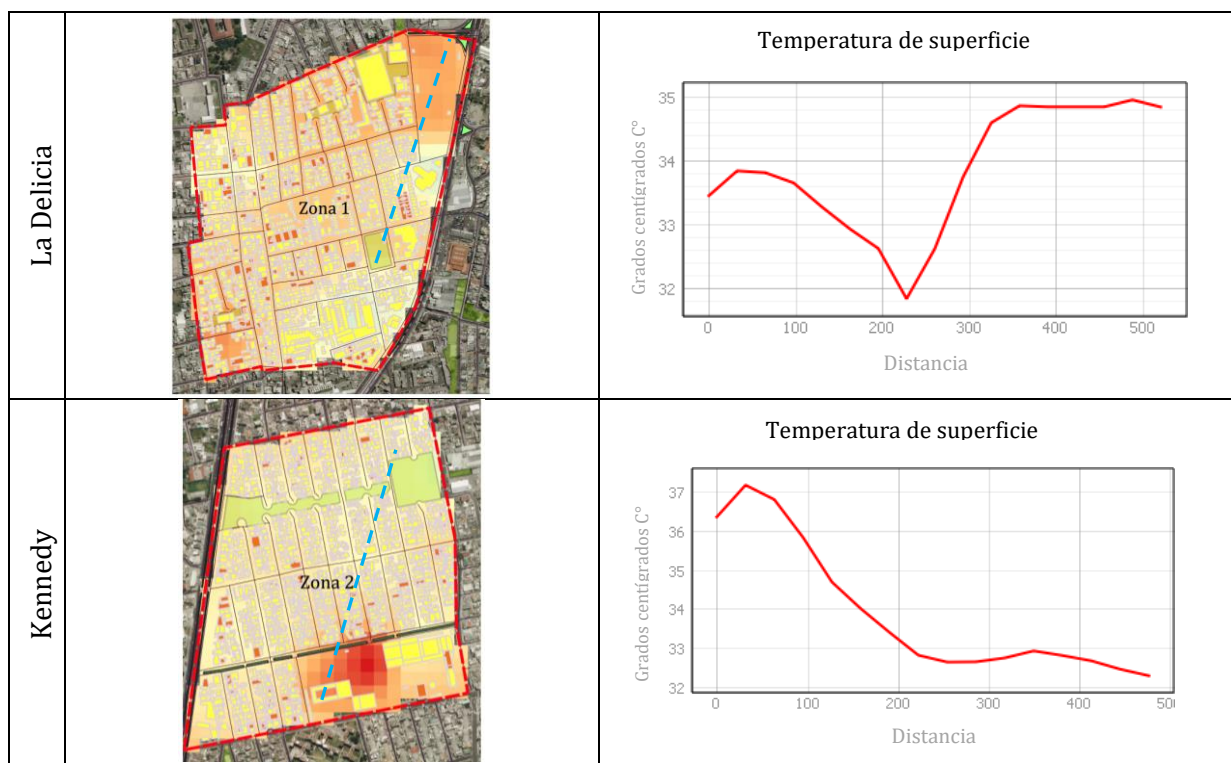 La Delicia
Zona 1
Temperatura de superficie
Grados centígrados C°
35
34
33
32
0 100 200 300 400 500
Distancia
Kennedy
Zona 2
Temperatura de superficie
Grados centígrados C°
37
36
35
34
33
32
0 100 200 300 400 50
Distancia